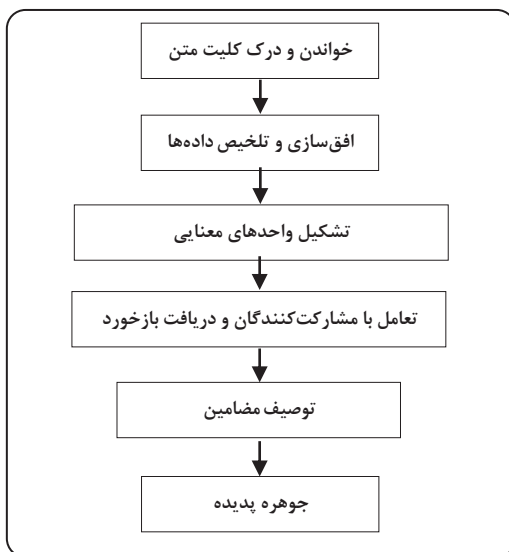 خواندن و درک کلیت متن
افق‌سازی و تلخیص داده‌ها
تشکیل واحدهای معنایی
تعامل با مشارکت‌کنندگان و دریافت بازخورد
توصیف مضامین
جوهره پدیده